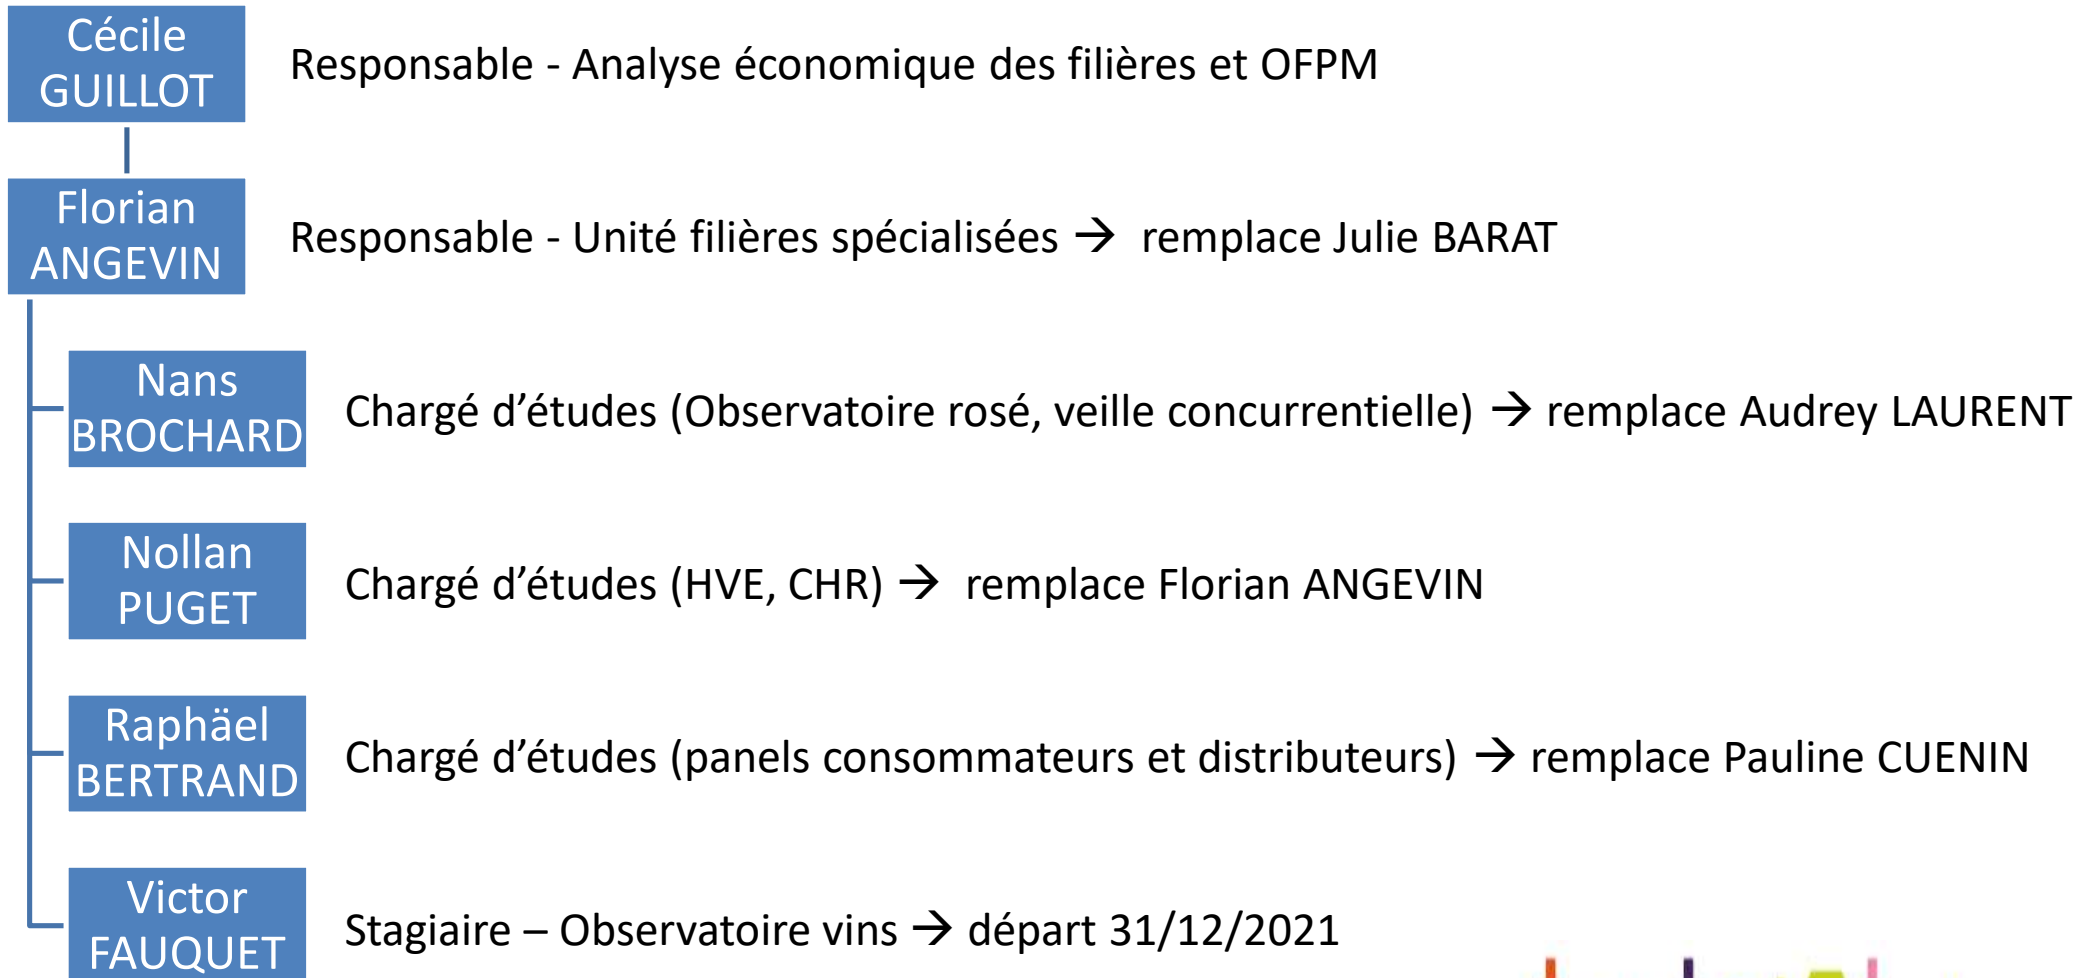 Cécile
GUILLOT
Responsable - Analyse économique des filières et OFPM
Florian
ANGEVIN
Responsable - Unité filières spécialisées → remplace Julie BARAT
Nans
BROCHARD
Chargé d’études (Observatoire rosé, veille concurrentielle) → remplace Audrey LAURENT
Nollan
PUGET
Chargé d’études (HVE, CHR) → remplace Florian ANGEVIN
Raphäel
BERTRAND
Chargé d’études (panels consommateurs et distributeurs) → remplace Pauline CUENIN
Victor
FAUQUET
Stagiaire – Observatoire vins → départ 31/12/2021